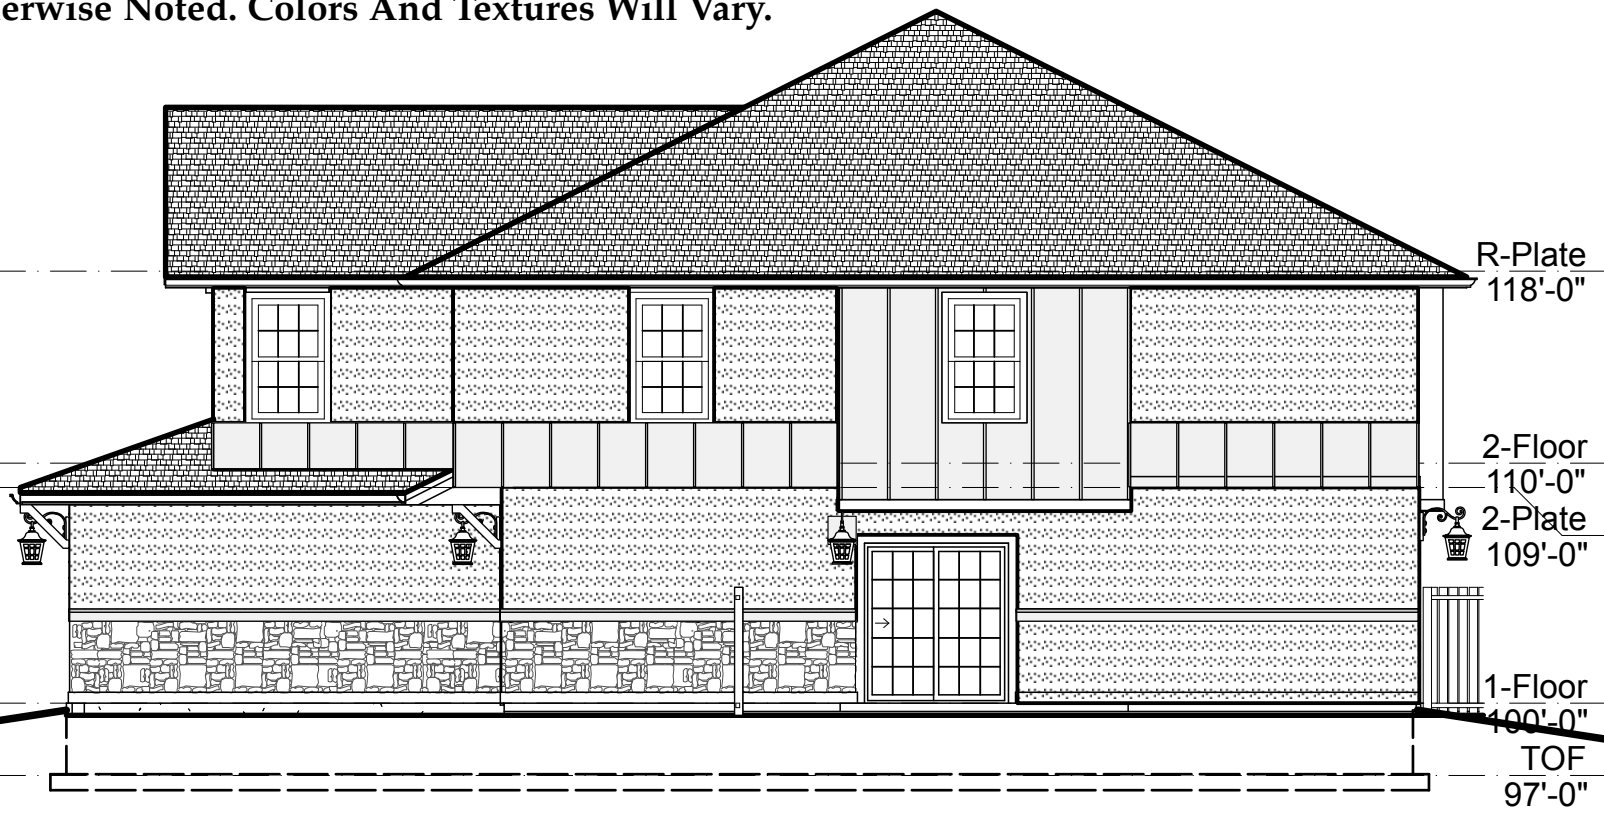 erwise Noted. Colors And Textures Will Vary.
R-Plate
118'-0"
2-Floor
110'-0"
2-Plate
109'-0"
1-Floor
100'-0"
TOF
97'-0"